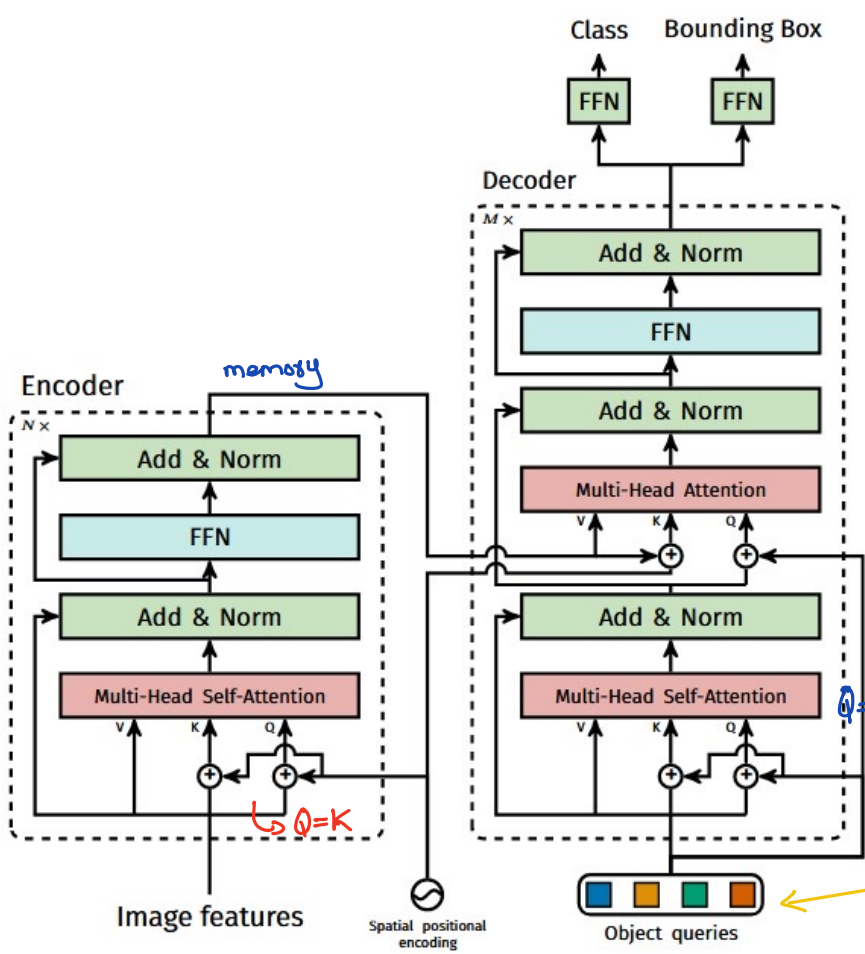 Class Bounding Box
FFN FFN
Decoder
M ×
Add & Norm
FFN
Add & Norm
Multi-Head Attention
V K Q
Add & Norm
Multi-Head Self-Attention
V K Q
Q=
Object queries
memory
Encoder
N ×
Add & Norm
FFN
Add & Norm
Multi-Head Self-Attention
V K Q
Q=K
Image features
Spatial positional
encoding